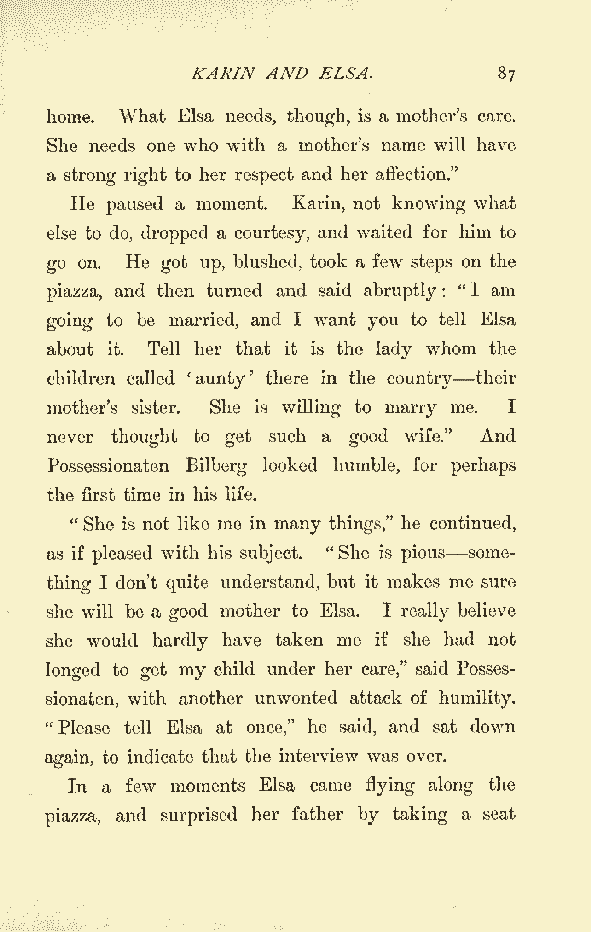 KARIN AND ELSA. 87
home. What Elsa needs, though, is a mother's care.
She needs one who with a mother's name will have
a strong right to her respect and her affection."
He paused a moment. Karin, not knowing what
else to do, dropped a courtesy, and waited for him to
go on. He got up, blushed, took a few steps on the
piazza, and then turned and said abruptly: "I am
going to be married, and I want you to tell Elsa
about it. Tell her that it is the lady whom the
children called 'aunty' there in the country—their
mother's sister. She is willing to marry me. I
never thought to get such a good wife." And
Possessionaten Bilberg looked humble, for perhaps
the first time in his life.
"She is not like me in many things," he continued,
as if pleased with his subject. "She is pious—some-
thing I don't quite understand, but it makes me sure
she will be a good mother to Elsa. I really believe
she would hardly have taken me if she had not
longed to get my child under her care," said Posses-
sionaten, with another unwonted attack of humility.
"Please tell Elsa at once," he said, and sat down
again, to indicate that the interview was over.
In a few moments Elsa came flying along the
piazza, and surprised her father by taking a seat